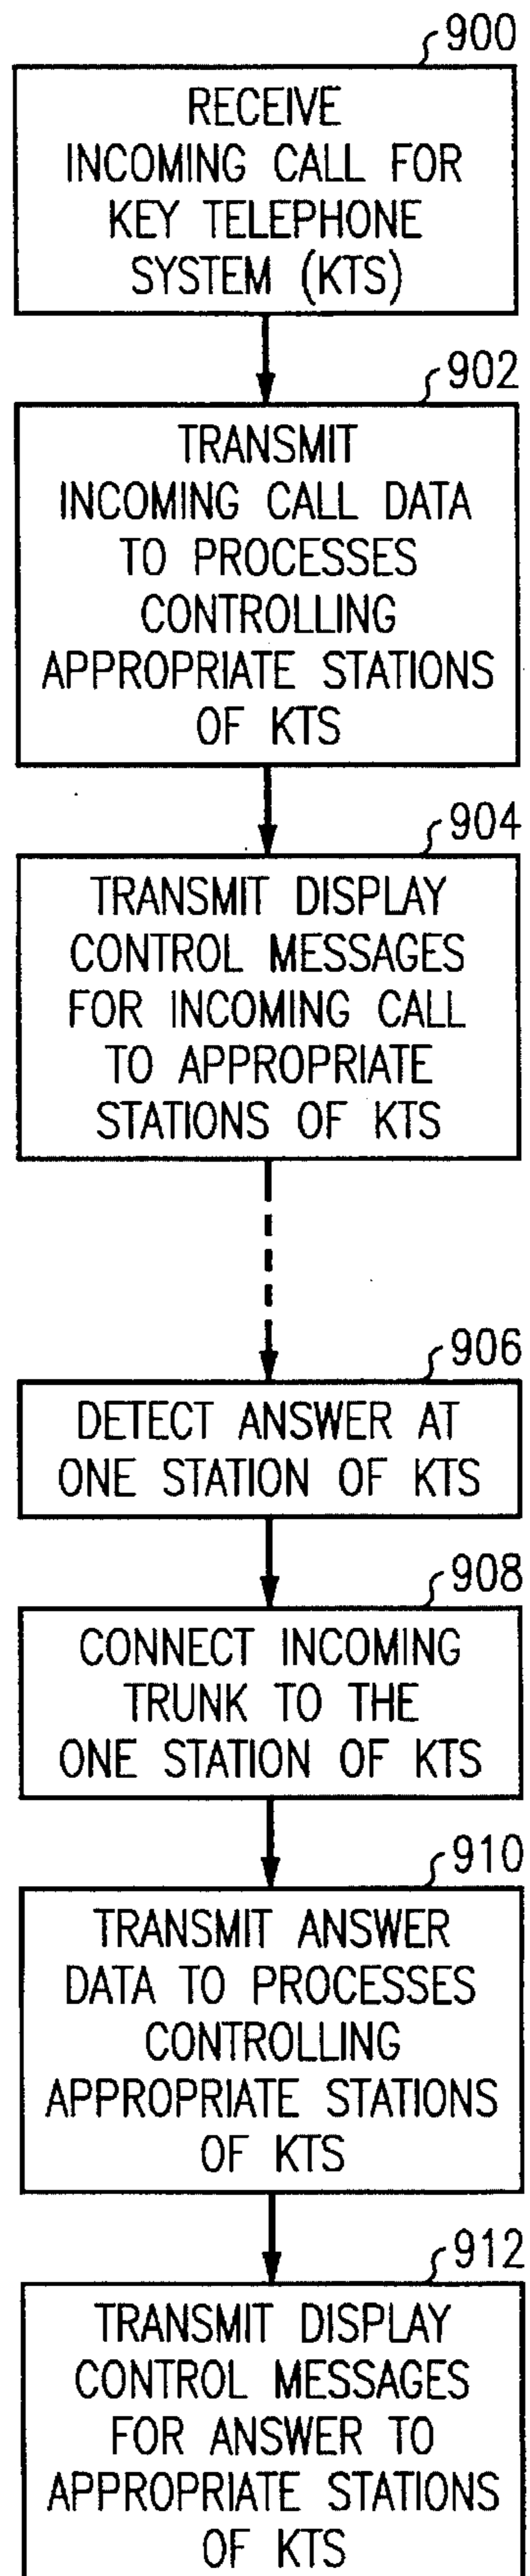 900
RECEIVE
INCOMING CALL FOR
KEY TELEPHONE
SYSTEM (KTS)
902
TRANSMIT
INCOMING CALL DATA
TO PROCESSES
CONTROLLING
APPROPRIATE STATIONS
OF KTS
904
TRANSMIT DISPLAY
CONTROL MESSAGES
FOR INCOMING CALL
TO APPROPRIATE
STATIONS OF KTS
906
DETECT ANSWER AT
ONE STATION OF KTS
908
CONNECT INCOMING
TRUNK TO THE
ONE STATION OF KTS
910
TRANSMIT ANSWER
DATA TO PROCESSES
CONTROLLING
APPROPRIATE STATIONS
OF KTS
912
TRANSMIT DISPLAY
CONTROL MESSAGES
FOR ANSWER TO
APPROPRIATE STATIONS
OF KTS